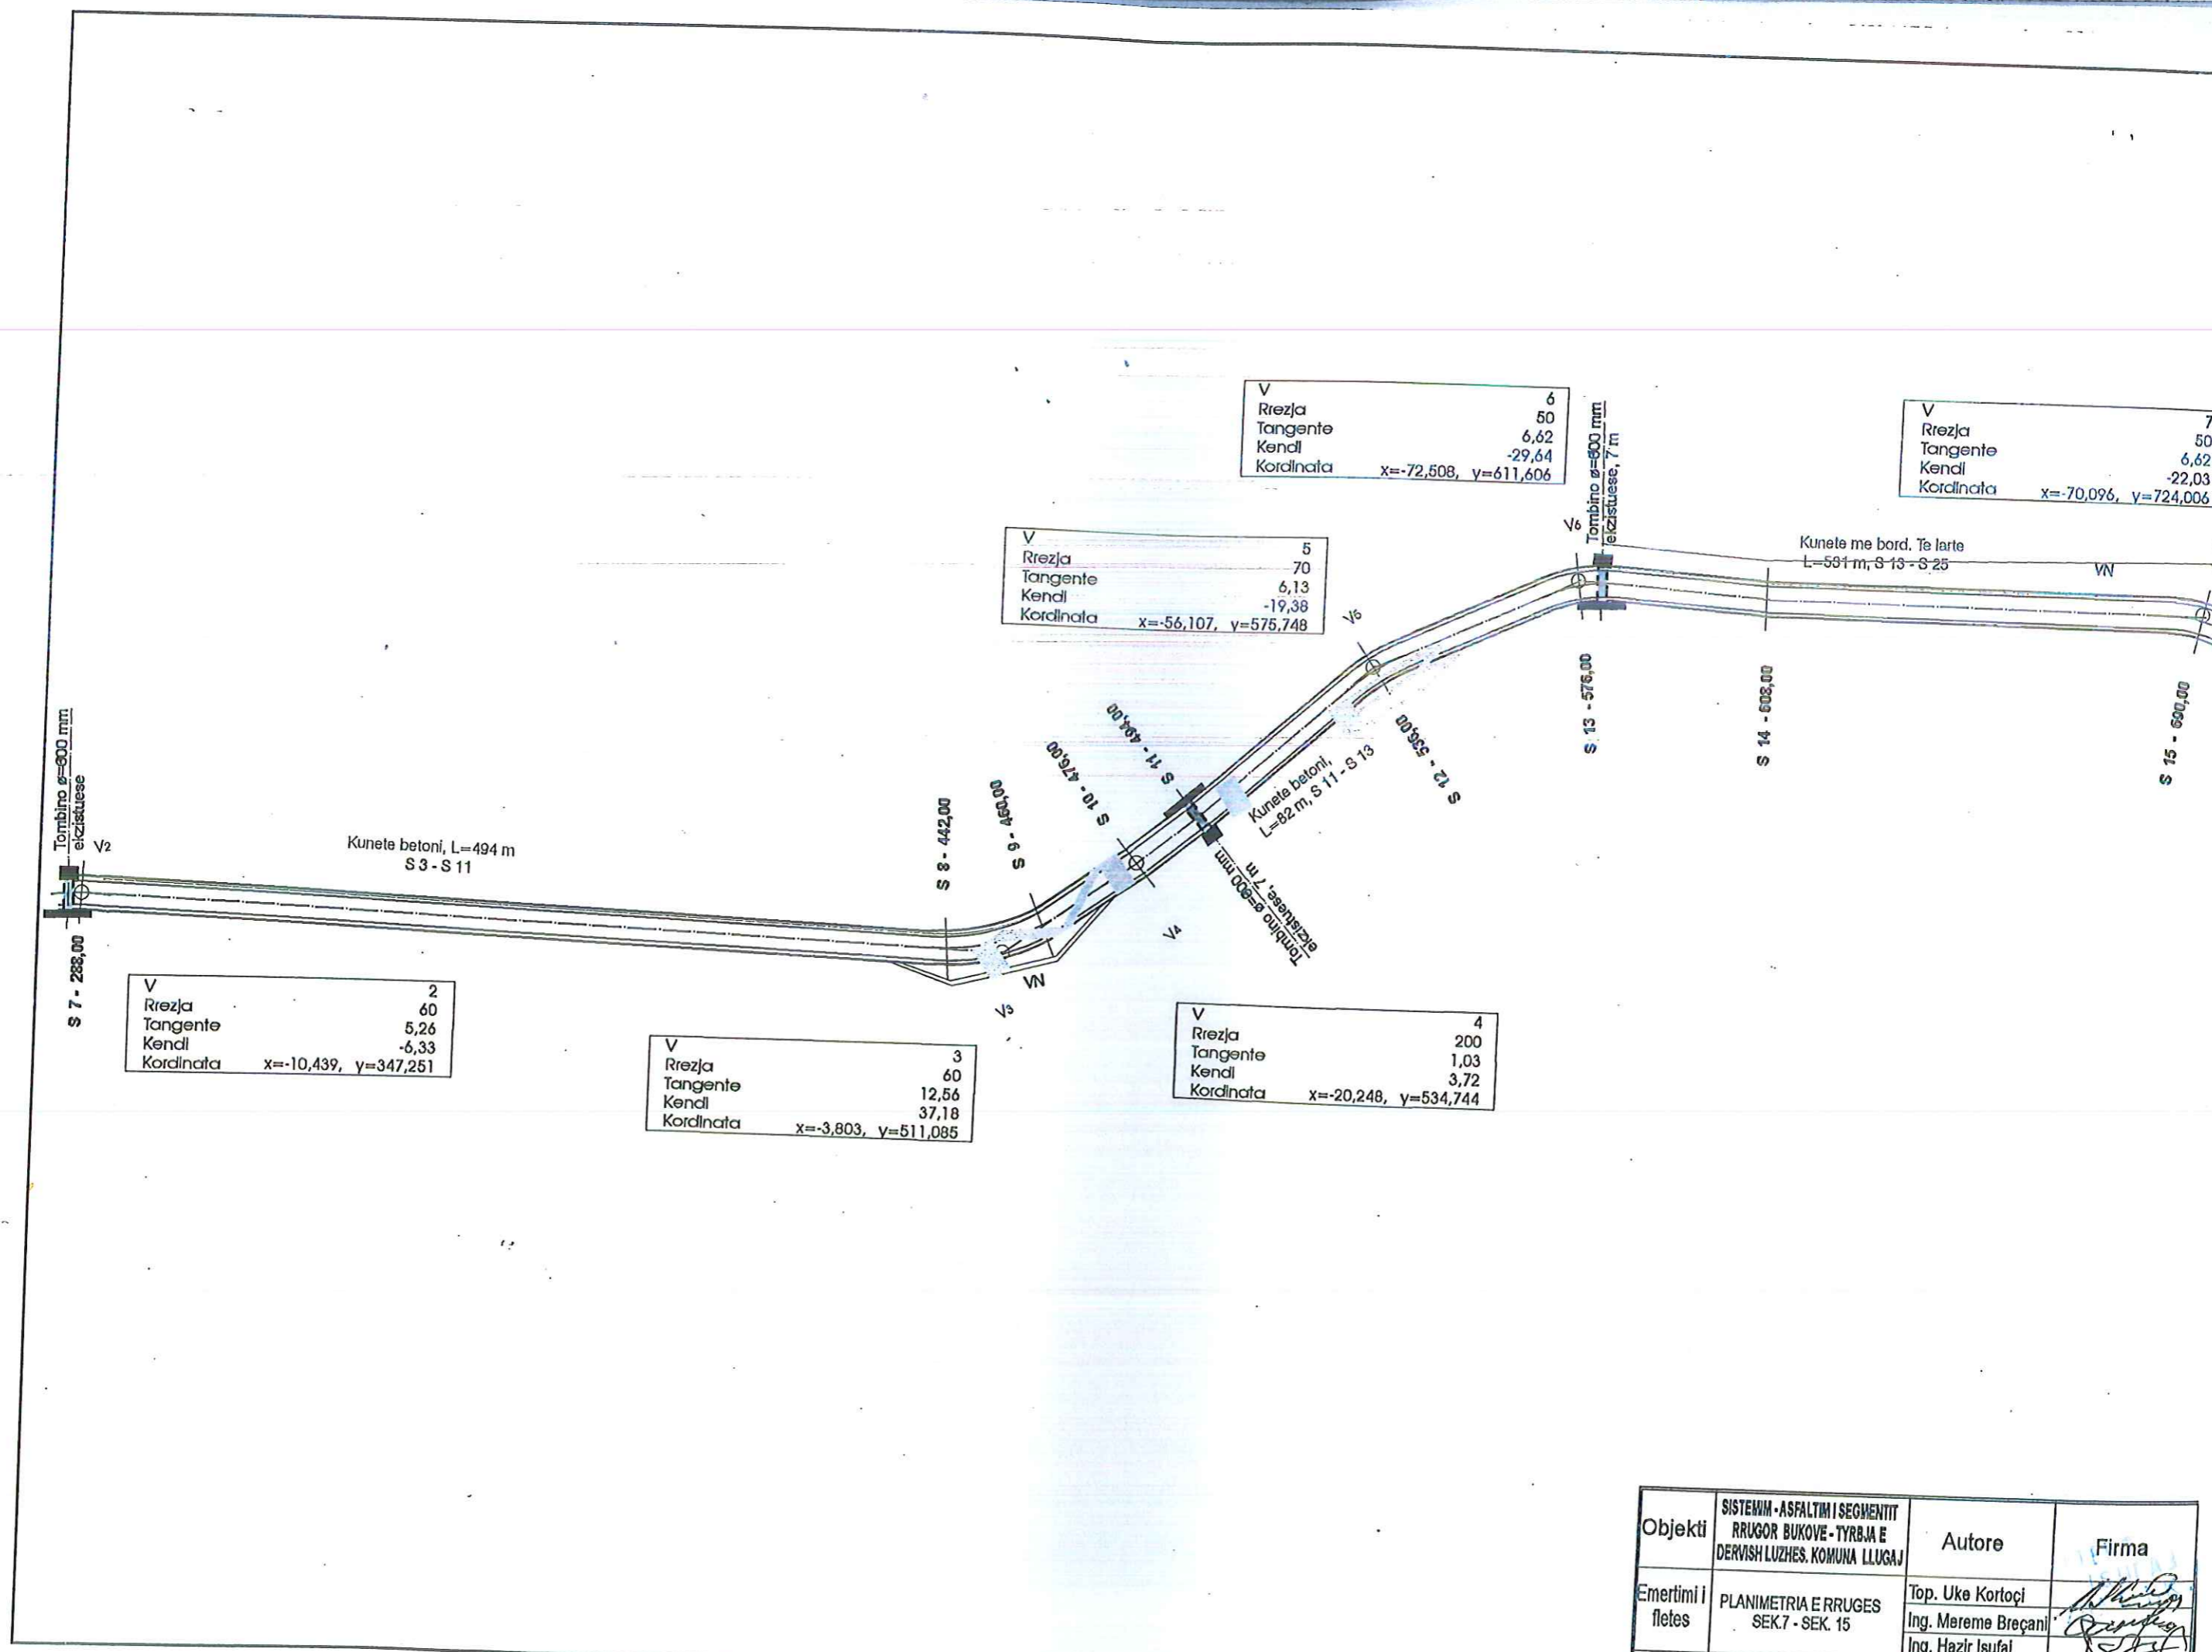 V 6
Rrezja 50
Tangente 6,62
Kendi -29,64
Kordinata x=-72,508, y=611,606
Tombino ø=800 mm
ekzistuese, 7 m
V 7
Rrezja 50
Tangente 6,62
Kendi -22,03
Kordinata x=-70,096, y=724,006
V 5
Rrezja 70
Tangente 6,13
Kendi -19,38
Kordinata x=-56,107, y=575,748
V6
Kunete me bord. Te larte
L=531 m, S 13 - S 25
VN
V5
S 13 - 576,00
S 14 - 608,00
S 15 - 690,00
S 12 - 536,00
S 11 - 494,00
S 10 - 476,00
S 9 - 460,00
S 8 - 442,00
Kunete betoni,
L=82 m, S 11 - S 13
Tombino ø=600 mm
ekzistuese
V2
Kunete betoni, L=494 m
S 3 - S 11
Tombino ø=800 mm
ekzistuese, 7 m
V4
VN
V3
S 7 - 288,00
V 2
Rrezja 60
Tangente 5,26
Kendi -6,33
Kordinata x=-10,439, y=347,251
V 3
Rrezja 60
Tangente 12,56
Kendi 37,18
Kordinata x=-3,803, y=511,085
V 4
Rrezja 200
Tangente 1,03
Kendi 3,72
Kordinata x=-20,248, y=534,744
Objekti
SISTEMIM - ASFALTIM I SEGMENTIT
RRUGOR BUKOVE - TYRBJA E
DERVISH LUZHES. KOMUNA LLUGAJ
Autore
Firma
Emertimi i
fletes
PLANIMETRIA E RRUGES
SEK.7 - SEK. 15
Top. Uke Kortoçi
Ing. Mereme Breçani
Ing. Hazir Isufaj